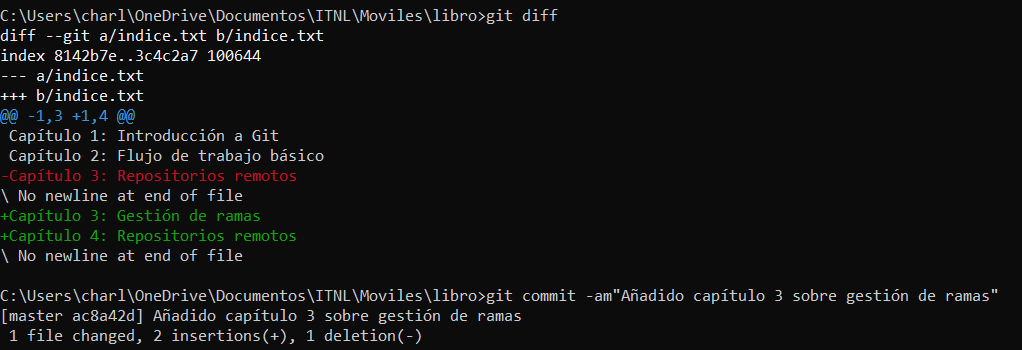 C:\Users\charl\OneDrive\Documentos\ITNL\Moviles\libro>git diff
diff --git a/indice.txt b/indice.txt
index 8142b7e..3c4c2a7 100644
--- a/indice.txt
+++ b/indice.txt
@@ -1,3 +1,4 @@
 Capítulo 1: Introducción a Git
 Capítulo 2: Flujo de trabajo básico
-Capítulo 3: Repositorios remotos
\ No newline at end of file
+Capítulo 3: Gestión de ramas
+Capítulo 4: Repositorios remotos
\ No newline at end of file
C:\Users\charl\OneDrive\Documentos\ITNL\Moviles\libro>git commit -am"Añadido capítulo 3 sobre gestión de ramas"
[master ac8a42d] Añadido capítulo 3 sobre gestión de ramas
 1 file changed, 2 insertions(+), 1 deletion(-)